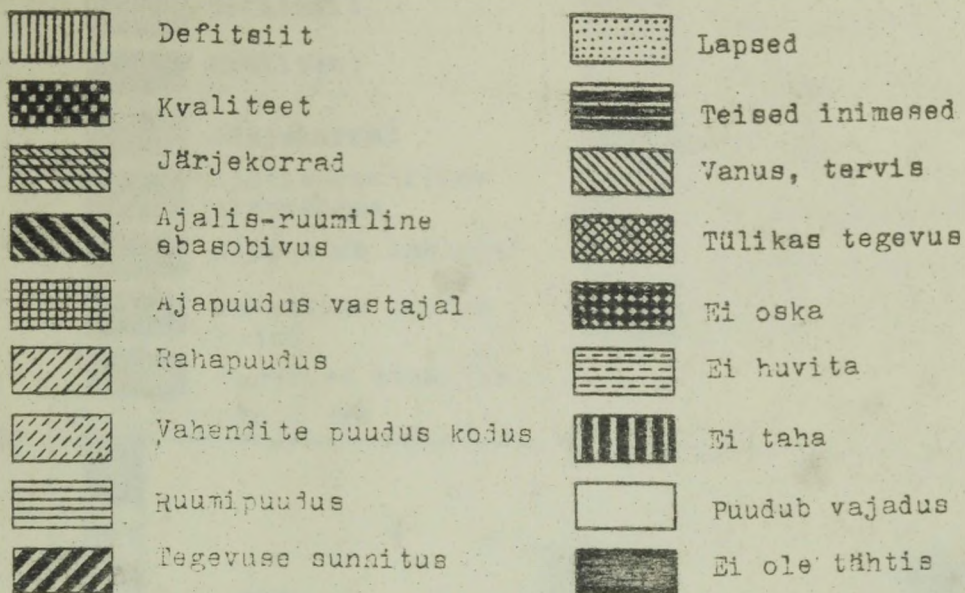 Defitsiit
Kvaliteet
Järjekorrad
Ajalis-ruumiline
ebasobivus
Ajapuudus vastajal
Rahapuudus
Vahendite puudus kodus
Ruumipuudus
Tegevuse sunnitus
Lapsed
Teised inimesed
Vanus, tervis
Tülikas tegevus
Ei oska
Ei huvita
Ei taha
Puudub vajadus
Ei ole tähtis